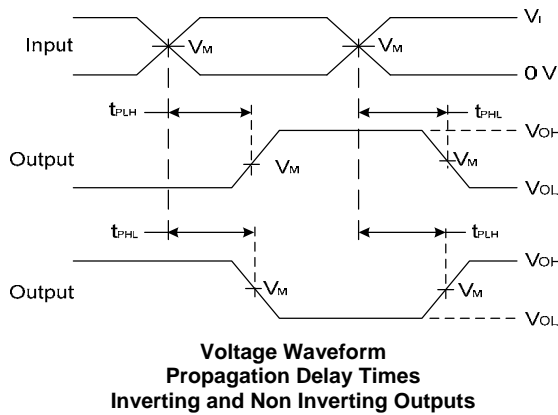 VI
Input VM VM
0 V
tPLH tPHL
VOH
Output VM VM
VOL
tPHL tPLH
VOH
Output VM VM
VOL
Voltage Waveform
Propagation Delay Times
Inverting and Non Inverting Outputs